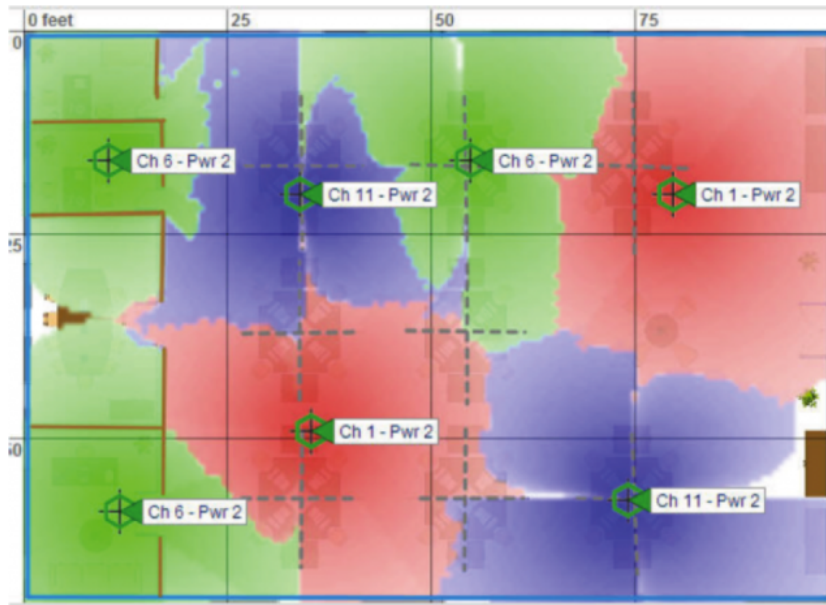 0 feet 25 50 75
0
Ch 6 - Pwr 2 Ch 6 - Pwr 2
Ch 11 - Pwr 2 Ch 1 - Pwr 2
25
Ch 1 - Pwr 2
50
Ch 11 - Pwr 2
Ch 6 - Pwr 2